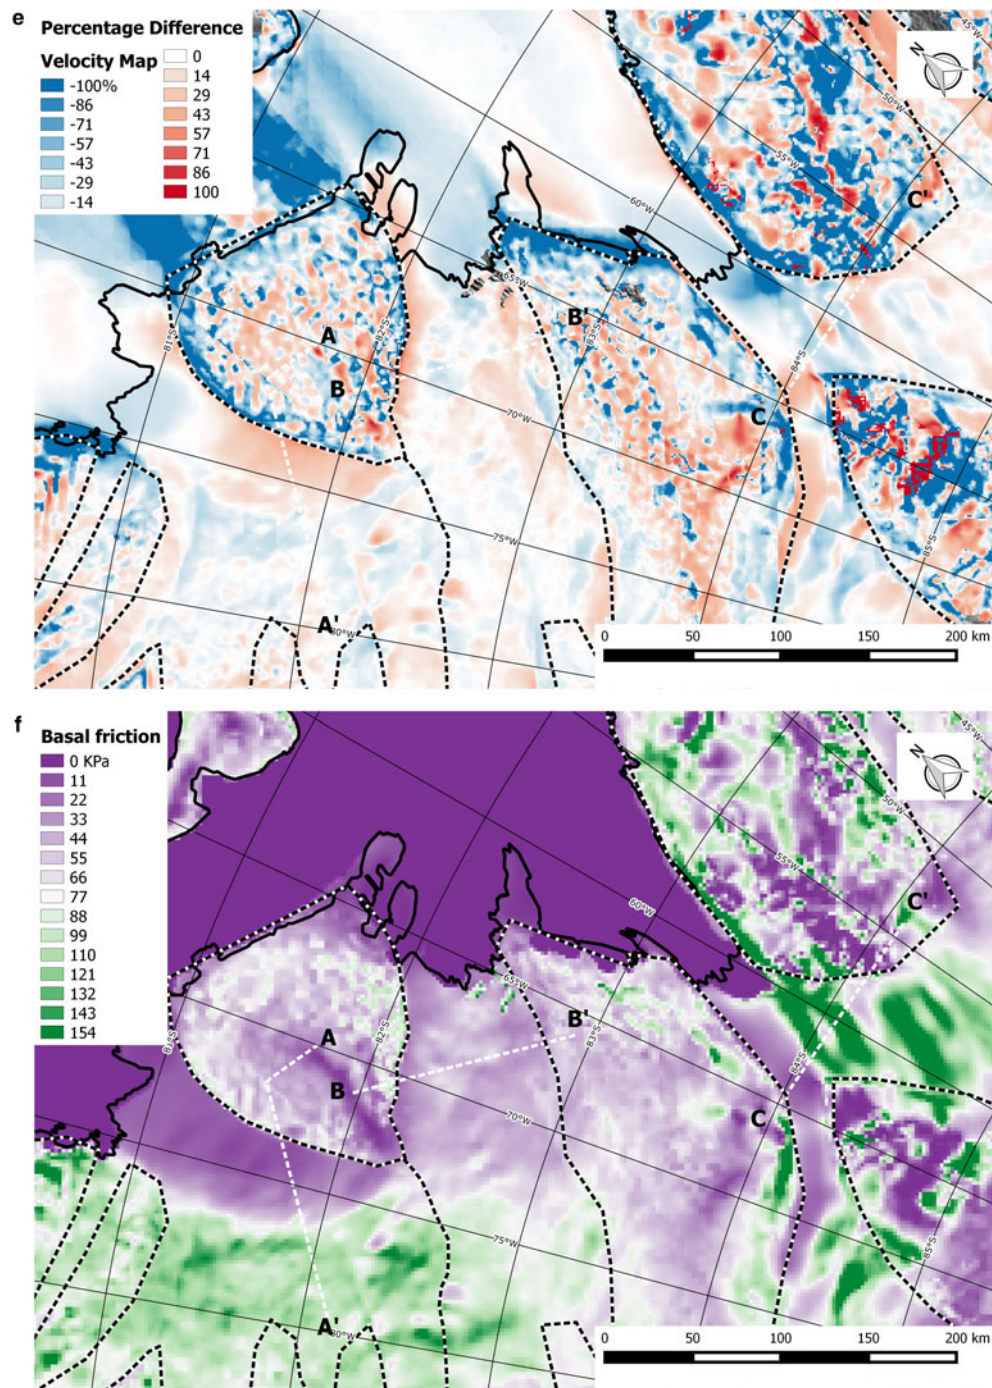 e
Percentage Difference
Velocity Map
-100%
-86
-71
-57
-43
-29
-14
0
14
29
43
57
71
86
100
N
45°W
50°W
55°W
60°W
65°W
70°W
75°W
80°W
81°S
82°S
83°S
84°S
85°S
A
B
B'
C
C'
A'
0 50 100 150 200 km
f
Basal friction
0 KPa
11
22
33
44
55
66
77
88
99
110
121
132
143
154
N
45°W
50°W
55°W
60°W
65°W
70°W
75°W
80°W
81°S
82°S
83°S
84°S
85°S
A
B
B'
C
C'
A'
0 50 100 150 200 km